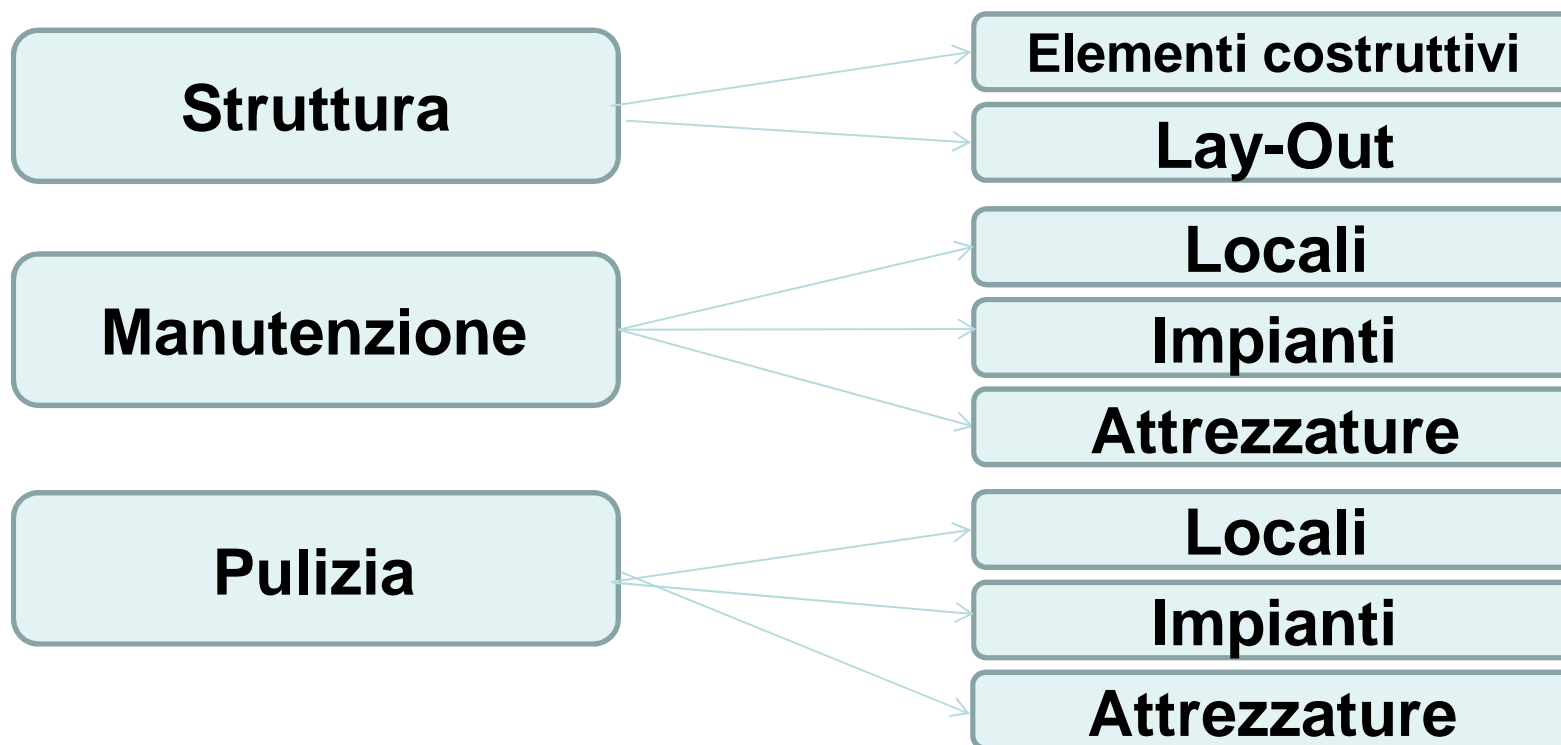 Struttura
Elementi costruttivi
Lay-Out
Manutenzione
Locali
Impianti
Attrezzature
Pulizia
Locali
Impianti
Attrezzature